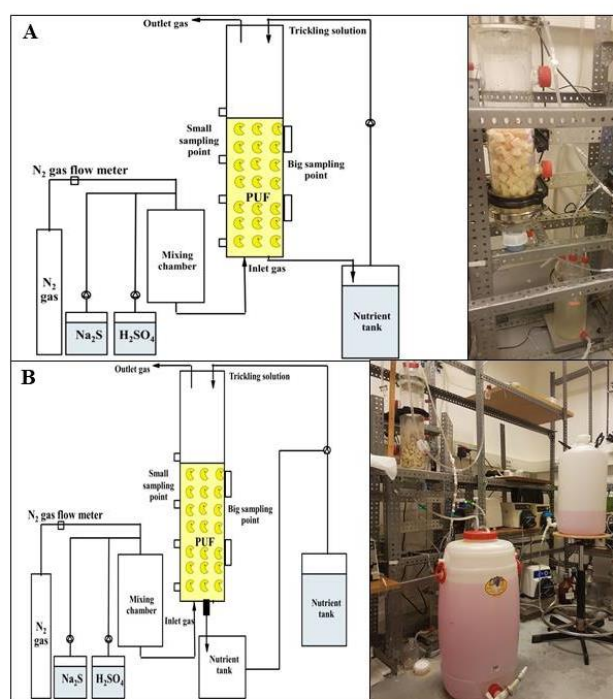 A
Outlet gas
Trickling solution
Small
sampling
point
Big sampling
point
N₂ gas flow meter
PUF
Mixing
chamber
Inlet gas
N₂
gas
Na₂S
H₂SO₄
Nutrient
tank
B
Outlet gas
Trickling solution
Small
sampling
point
Big sampling
point
N₂ gas flow meter
PUF
Mixing
chamber
Inlet gas
Nutrient
tank
N₂
gas
Na₂S
H₂SO₄
Nutrient
tank